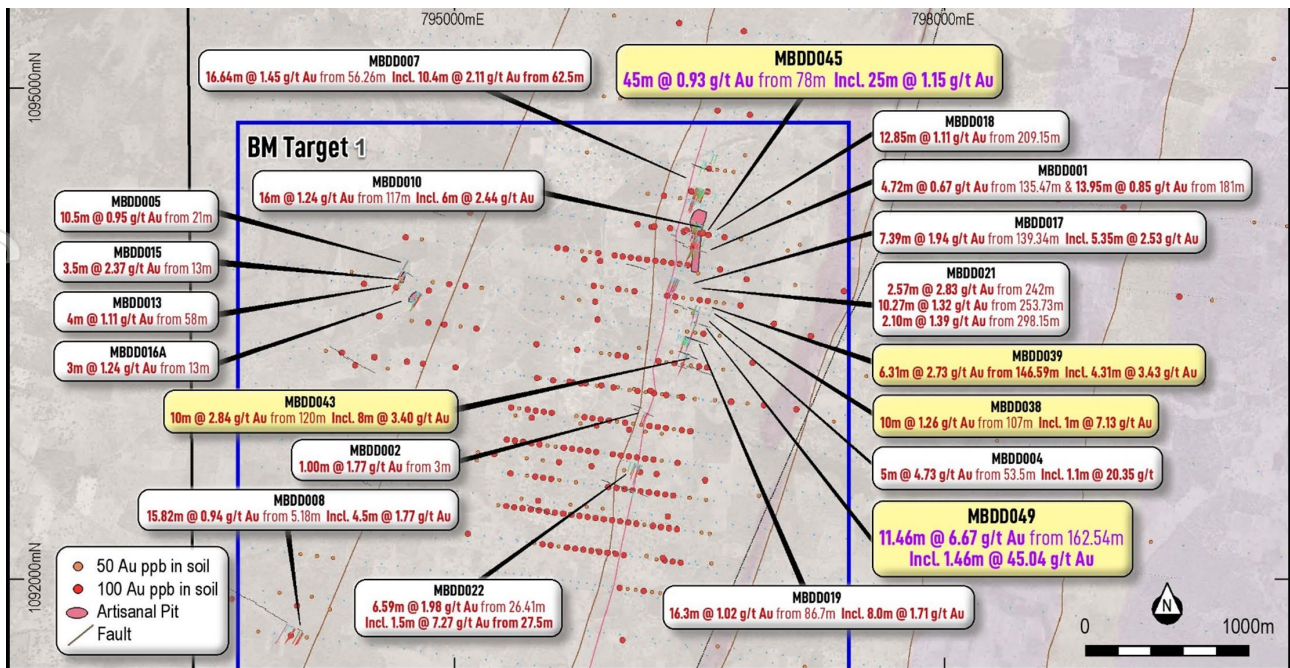 795000mE
798000mE
1095000mN
1092000mN
BM Target 1
MBDD007
16.64m @ 1.45 g/t Au from 56.26m Incl. 10.4m @ 2.11 g/t Au from 62.5m
MBDD045
45m @ 0.93 g/t Au from 78m Incl. 25m @ 1.15 g/t Au
MBDD018
12.85m @ 1.11 g/t Au from 209.15m
MBDD010
16m @ 1.24 g/t Au from 117m Incl. 6m @ 2.44 g/t Au
MBDD001
4.72m @ 0.67 g/t Au from 135.47m & 13.95m @ 0.85 g/t Au from 181m
MBDD005
10.5m @ 0.95 g/t Au from 21m
MBDD017
7.39m @ 1.94 g/t Au from 139.34m Incl. 5.35m @ 2.53 g/t Au
MBDD015
3.5m @ 2.37 g/t Au from 13m
MBDD021
2.57m @ 2.83 g/t Au from 242m
10.27m @ 1.32 g/t Au from 253.73m
2.10m @ 1.39 g/t Au from 298.15m
MBDD013
4m @ 1.11 g/t Au from 58m
MBDD016A
3m @ 1.24 g/t Au from 13m
MBDD039
6.31m @ 2.73 g/t Au from 146.59m Incl. 4.31m @ 3.43 g/t Au
MBDD043
10m @ 2.84 g/t Au from 120m Incl. 8m @ 3.40 g/t Au
MBDD038
10m @ 1.26 g/t Au from 107m Incl. 1m @ 7.13 g/t Au
MBDD002
1.00m @ 1.77 g/t Au from 3m
MBDD004
5m @ 4.73 g/t Au from 53.5m Incl. 1.1m @ 20.35 g/t
MBDD008
15.82m @ 0.94 g/t Au from 5.18m Incl. 4.5m @ 1.77 g/t Au
MBDD049
11.46m @ 6.67 g/t Au from 162.54m
Incl. 1.46m @ 45.04 g/t Au
MBDD022
6.59m @ 1.98 g/t Au from 26.41m
Incl. 1.5m @ 7.27 g/t Au from 27.5m
MBDD019
16.3m @ 1.02 g/t Au from 86.7m Incl. 8.0m @ 1.71 g/t Au
50 Au ppb in soil
100 Au ppb in soil
Artisanal Pit
Fault
N
0
1000m